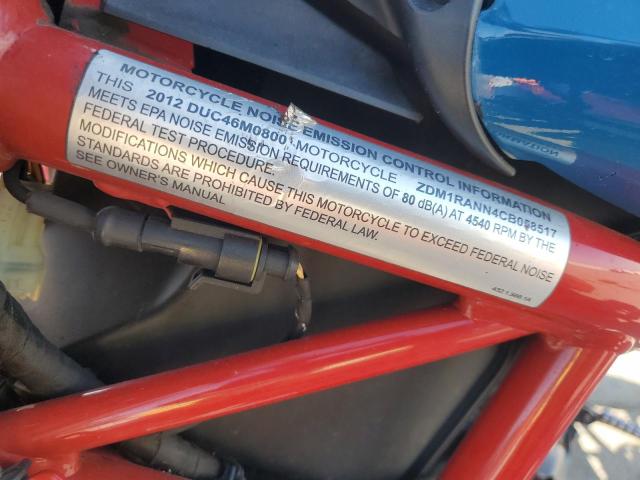 MOTORCYCLE NOISE EMISSION CONTROL INFORMATION
THIS 2012 DUC46M0800 MOTORCYCLE ZDM1RANN4CB058517
MEETS EPA NOISE EMISSION REQUIREMENTS OF 80 dB(A) AT 4540 RPM BY THE
FEDERAL TEST PROCEDURE.
MODIFICATIONS WHICH CAUSE THIS MOTORCYCLE TO EXCEED FEDERAL NOISE
STANDARDS ARE PROHIBITED BY FEDERAL LAW.
SEE OWNER'S MANUAL.